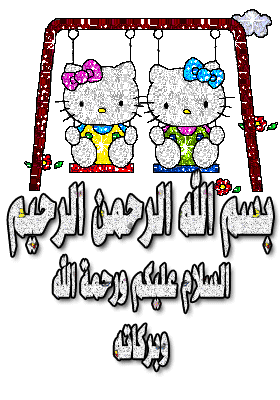 بسم الله الرحمن الرحيم
السلام عليكم ورحمة الله
وبركاته